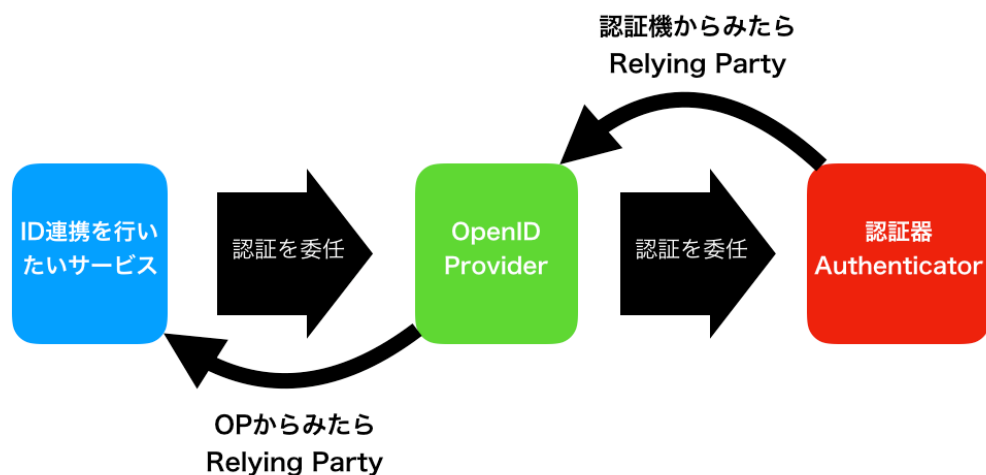 認証機からみたら
Relying Party
ID連携を行い
たいサービス
認証を委任
OpenID
Provider
認証を委任
認証器
Authenticator
OPからみたら
Relying Party